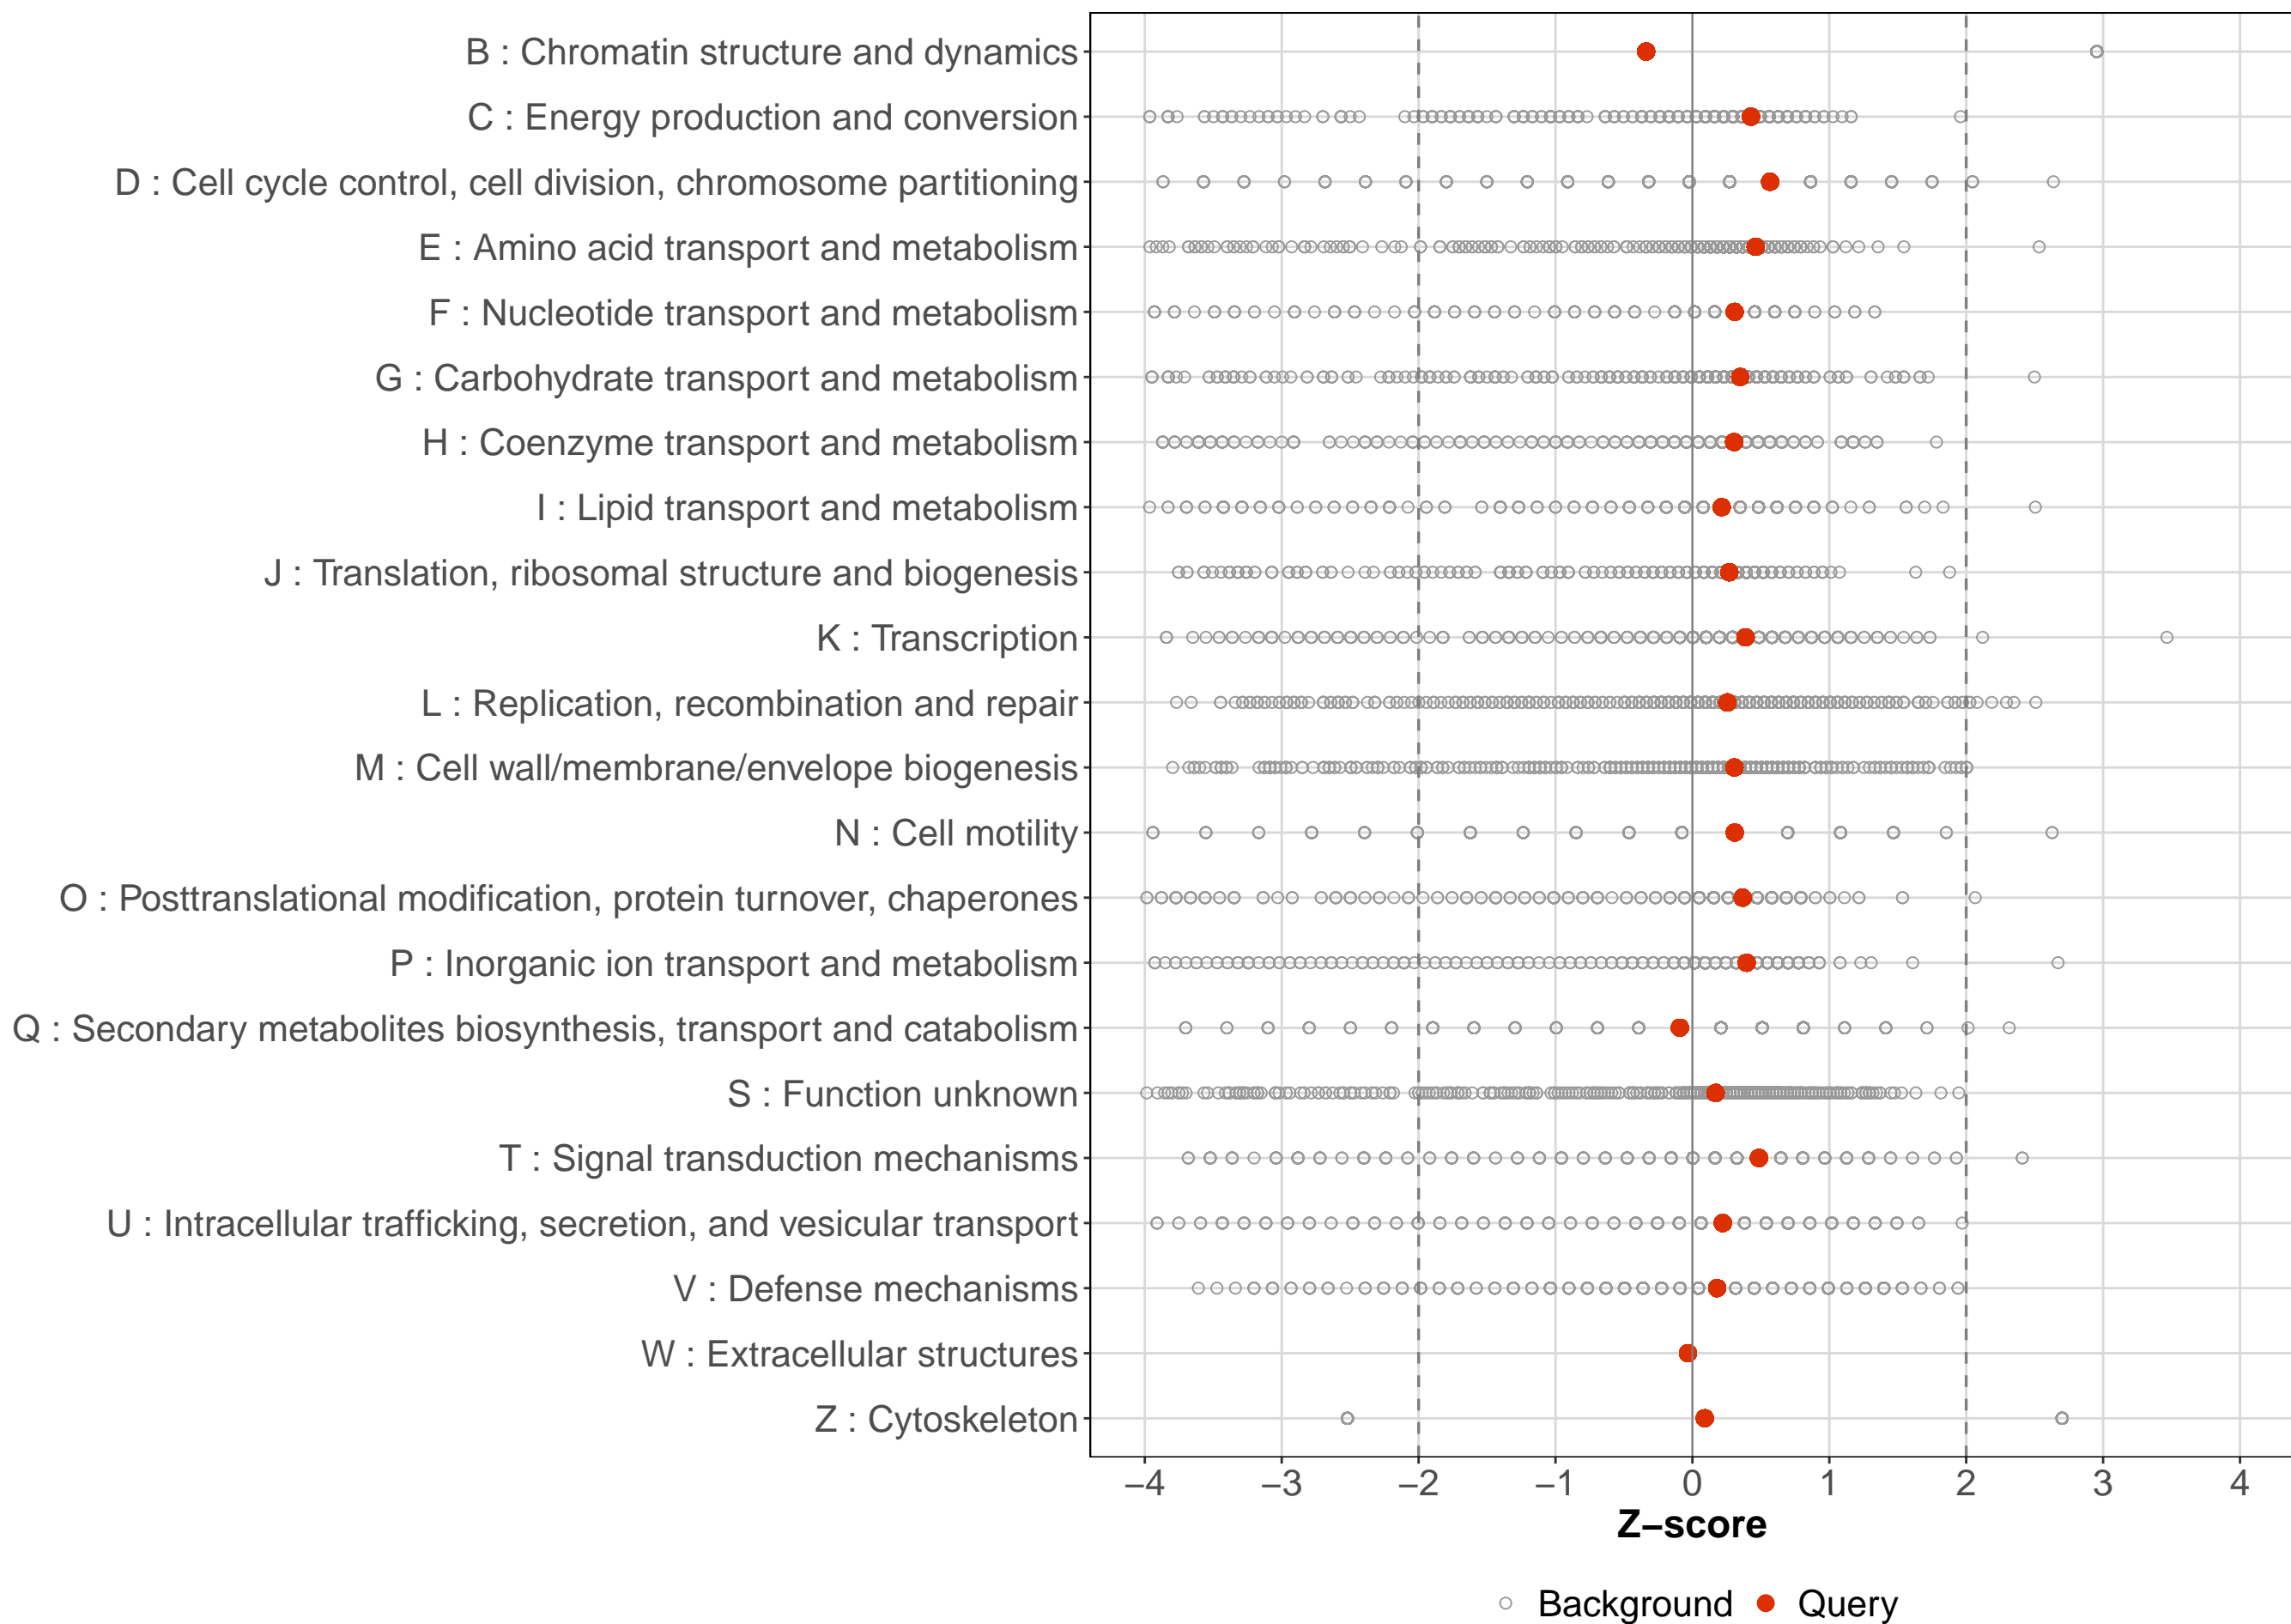 B : Chromatin structure and dynamics
C : Energy production and conversion
D : Cell cycle control, cell division, chromosome partitioning
E : Amino acid transport and metabolism
F : Nucleotide transport and metabolism
G : Carbohydrate transport and metabolism
H : Coenzyme transport and metabolism
I : Lipid transport and metabolism
J : Translation, ribosomal structure and biogenesis
K : Transcription
L : Replication, recombination and repair
M : Cell wall/membrane/envelope biogenesis
N : Cell motility
O : Posttranslational modification, protein turnover, chaperones
P : Inorganic ion transport and metabolism
Q : Secondary metabolites biosynthesis, transport and catabolism
S : Function unknown
T : Signal transduction mechanisms
U : Intracellular trafficking, secretion, and vesicular transport
V : Defense mechanisms
W : Extracellular structures
Z : Cytoskeleton
−4 −3 −2 −1 0 1 2 3 4
Z−score
Background Query